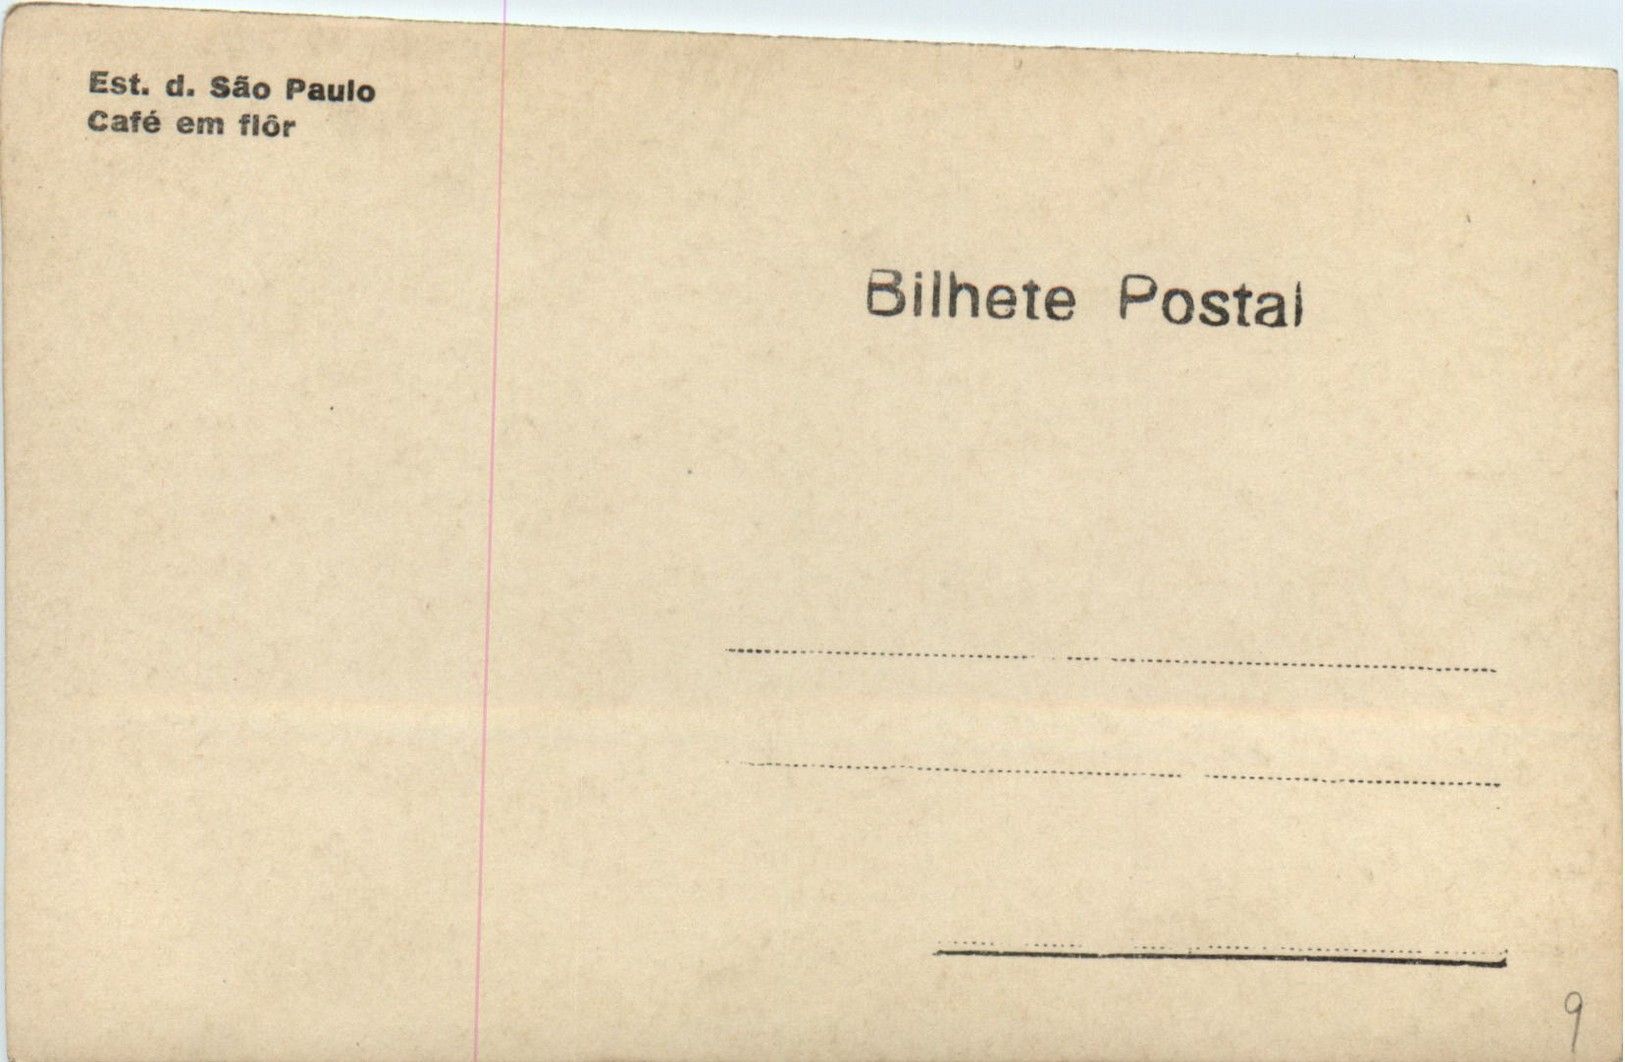 Est. d. São Paulo
Café em flôr
Bilhete Postal
9